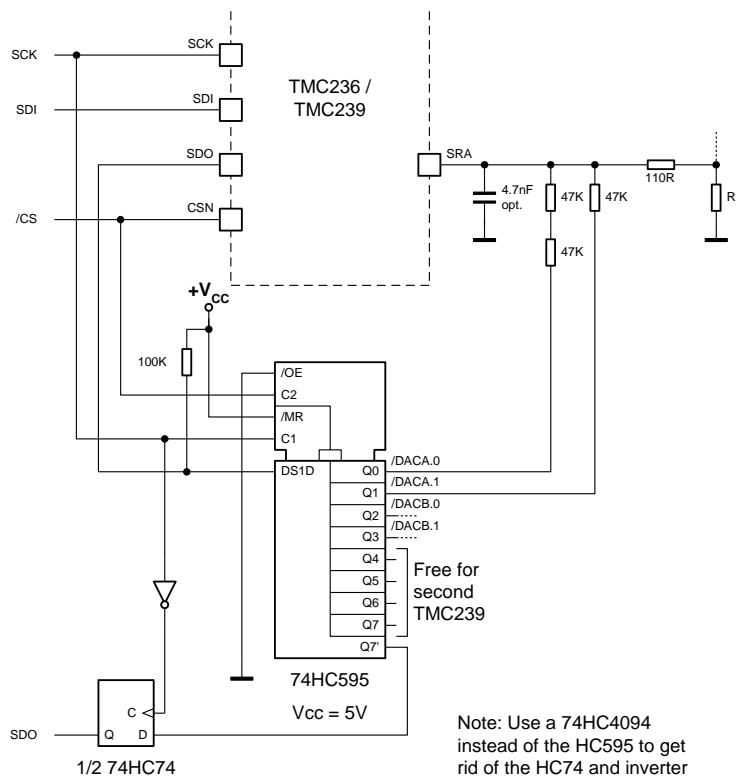 SCK
SCK
TMC236 /
TMC239
SDI
SDI
SDO
SRA
110R
4.7nF
opt.
47K
47K
R
/CS
CSN
47K
+VCC
100K
/OE
C2
/MR
C1
/DACA.0
DS1D
Q0
/DACA.1
Q1
/DACB.0
Q2
/DACB.1
Q3
Q4
Q5
Q6
Q7
Free for
second
TMC239
Q7'
74HC595
Vcc = 5V
C
SDO
Q
D
1/2 74HC74
Note: Use a 74HC4094
instead of the HC595 to get
rid of the HC74 and inverter